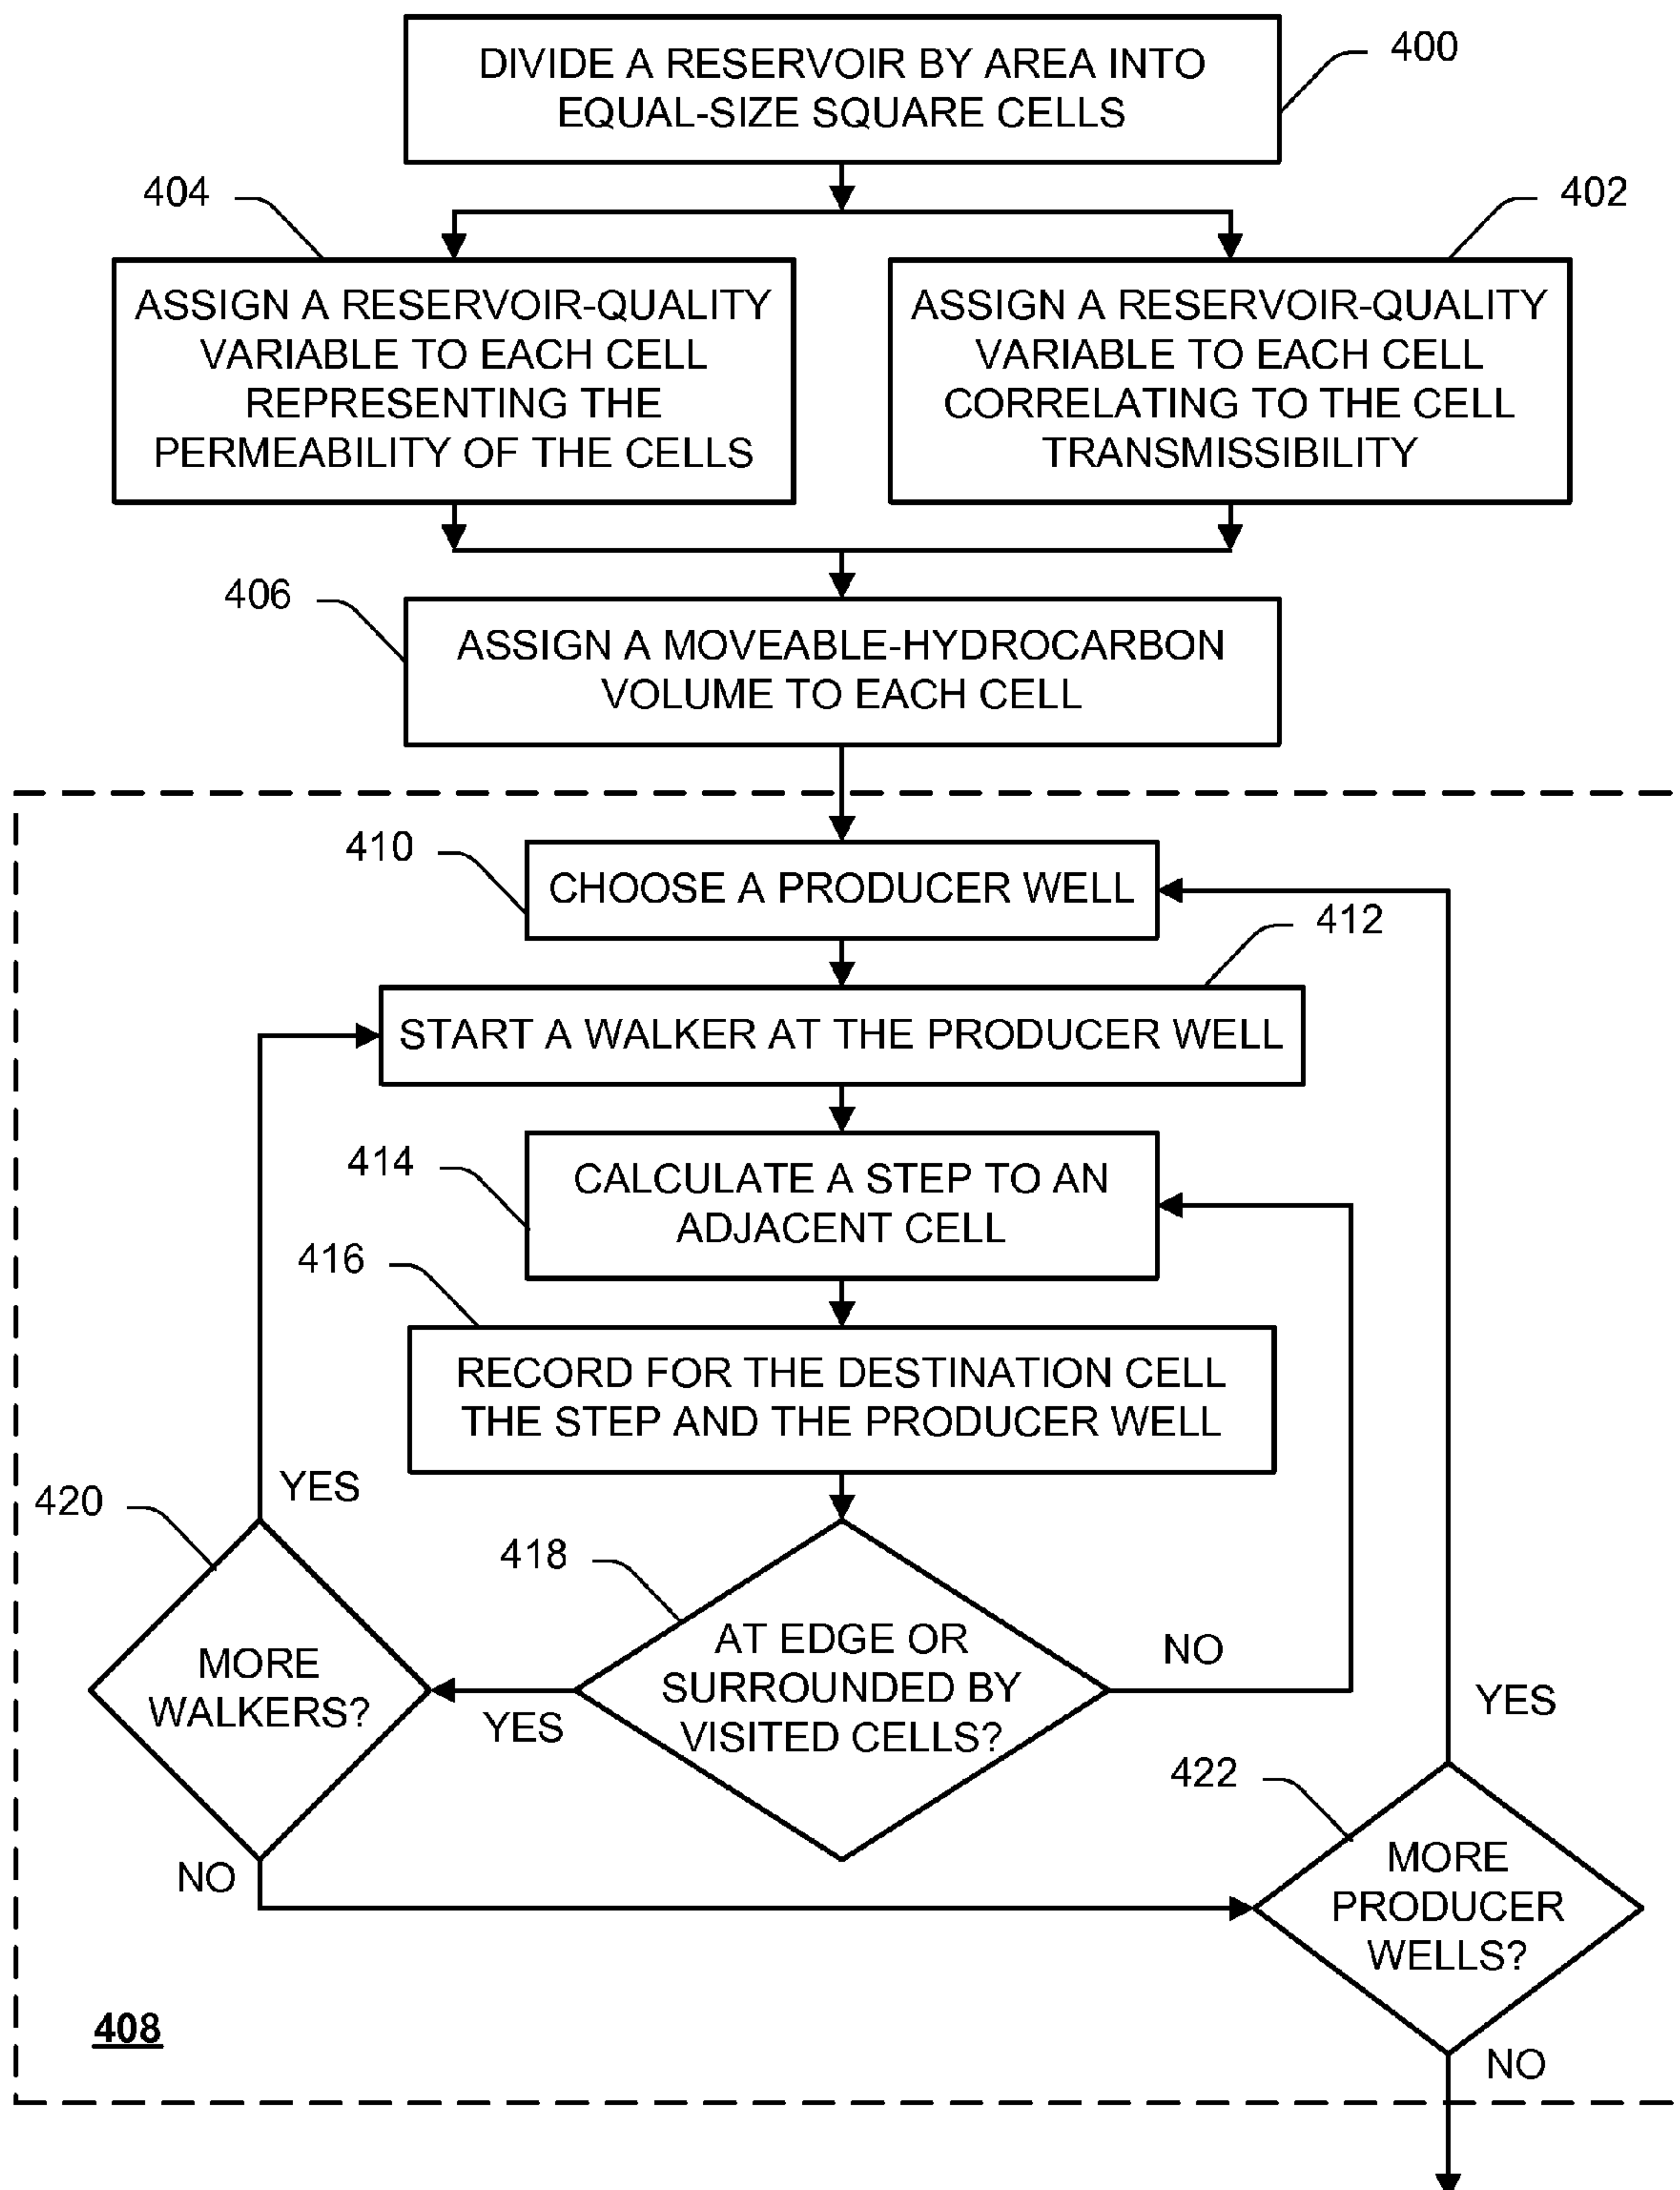 DIVIDE A RESERVOIR BY AREA INTO
EQUAL-SIZE SQUARE CELLS
400
404
402
ASSIGN A RESERVOIR-QUALITY
VARIABLE TO EACH CELL
REPRESENTING THE
PERMEABILITY OF THE CELLS
ASSIGN A RESERVOIR-QUALITY
VARIABLE TO EACH CELL
CORRELATING TO THE CELL
TRANSMISSIBILITY
406
ASSIGN A MOVEABLE-HYDROCARBON
VOLUME TO EACH CELL
410
CHOOSE A PRODUCER WELL
412
START A WALKER AT THE PRODUCER WELL
414
CALCULATE A STEP TO AN
ADJACENT CELL
416
RECORD FOR THE DESTINATION CELL
THE STEP AND THE PRODUCER WELL
420
YES
418
MORE
WALKERS?
YES
AT EDGE OR
SURROUNDED BY
VISITED CELLS?
NO
YES
422
NO
MORE
PRODUCER
WELLS?
408
NO